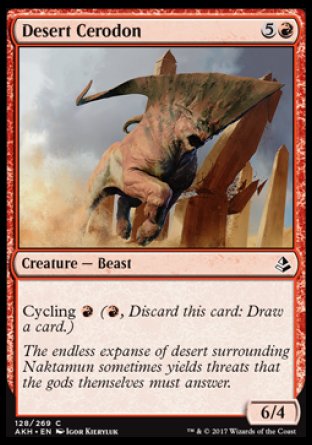 Desert Cerodon 5
Creature — Beast
Cycling (, Discard this card: Draw
a card.)
The endless expanse of desert surrounding
Naktamun sometimes yields threats that
the gods themselves must answer.
6/4
128/269 C
AKH • EN Igor Kieryluk
™ & © 2017 Wizards of the Coast